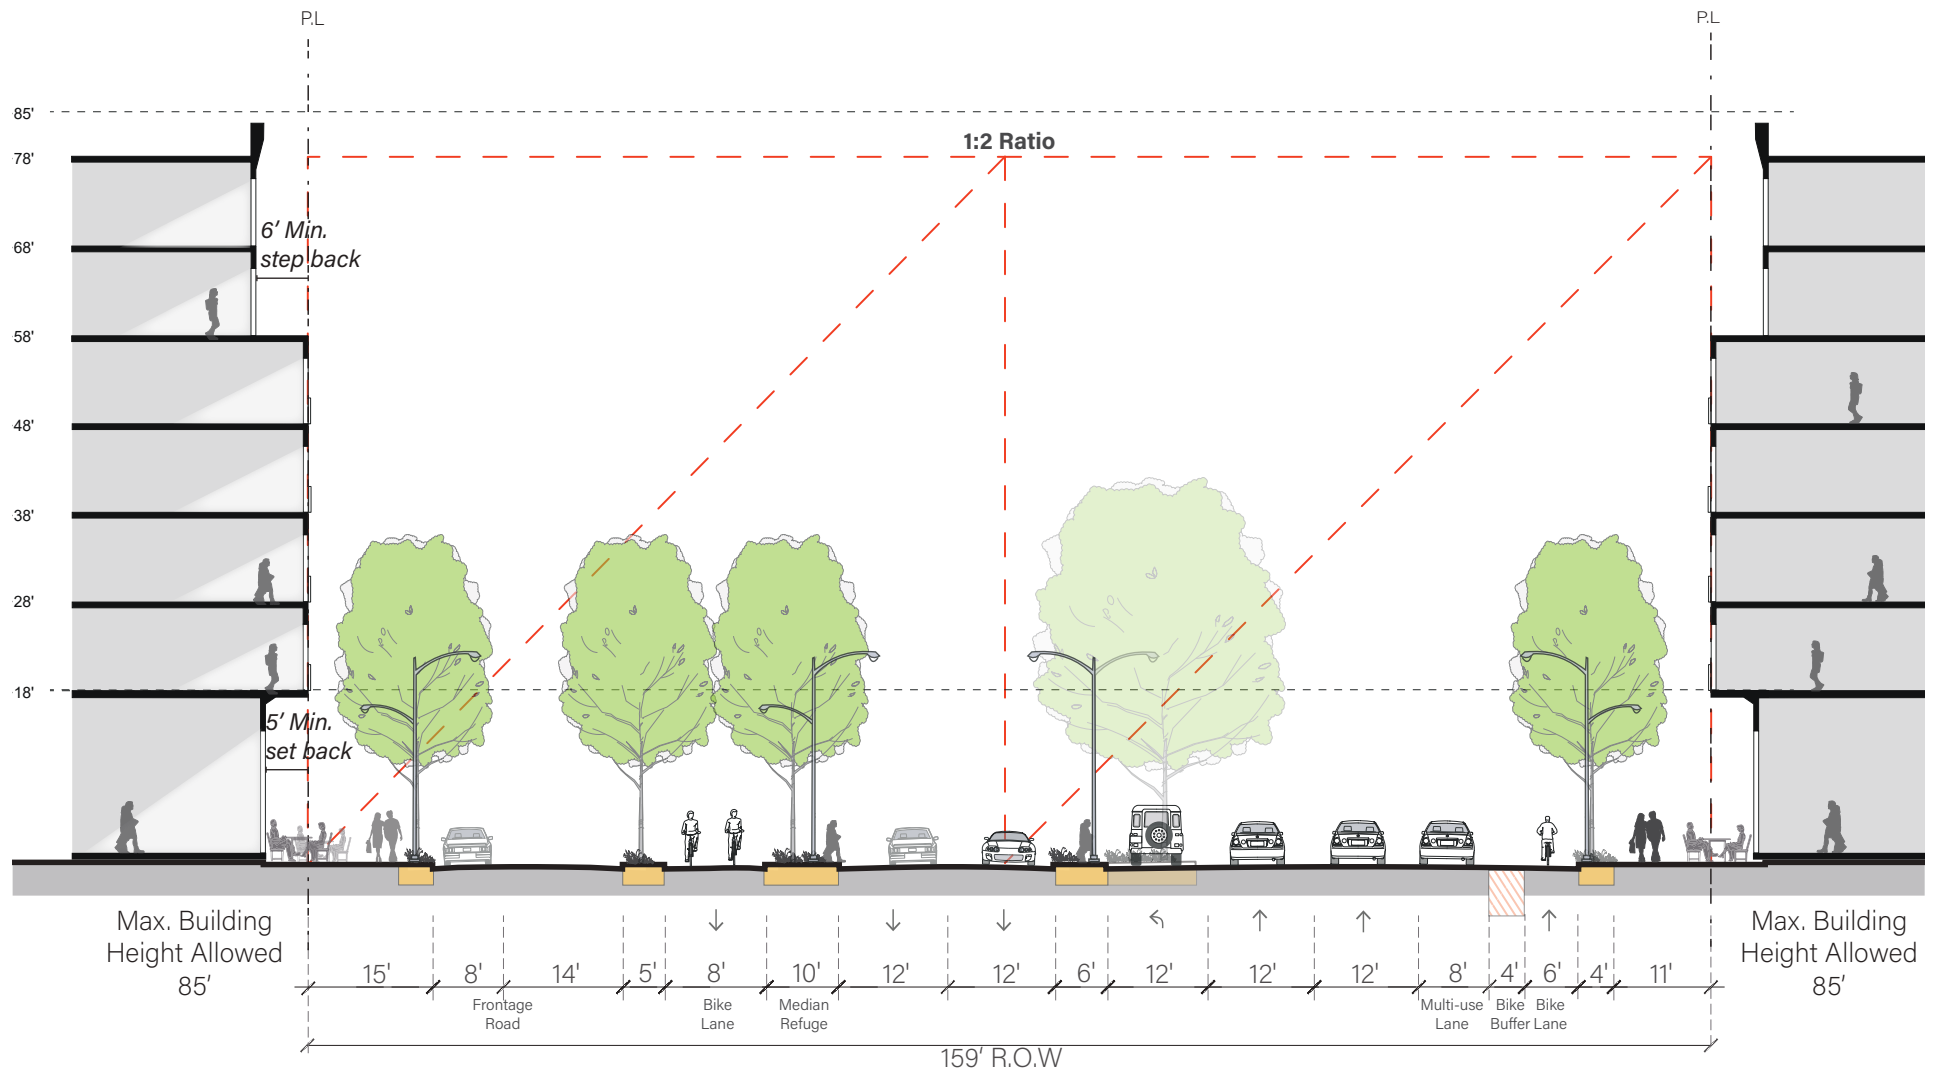 P.L
P.L
85'
1:2 Ratio
78'
6' Min.
step back
68'
58'
48'
38'
28'
18'
5' Min.
set back
Max. Building
Height Allowed
85'
Max. Building
Height Allowed
85'
15' 8' 14' 5' 8' 10' 12' 12' 6' 12' 12' 12' 8' 4' 6' 4' 11'
Frontage
Road
Bike
Lane
Median
Refuge
Multi-use
Lane
Bike
Buffer
Bike
Lane
159' R.O.W